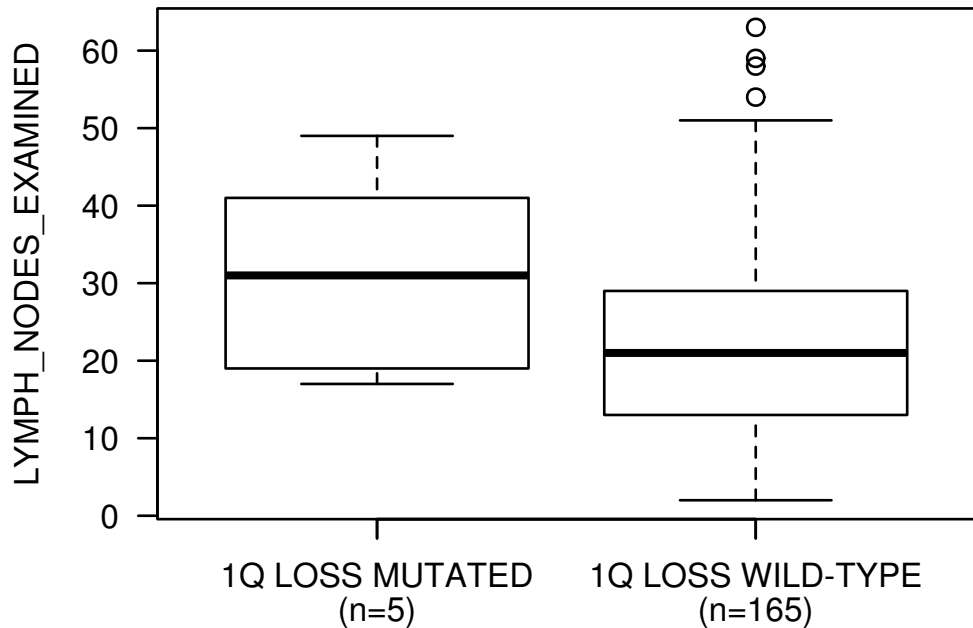 LYMPH_NODES_EXAMINED
60
50
40
30
20
10
0
1Q LOSS MUTATED
(n=5)
1Q LOSS WILD-TYPE
(n=165)